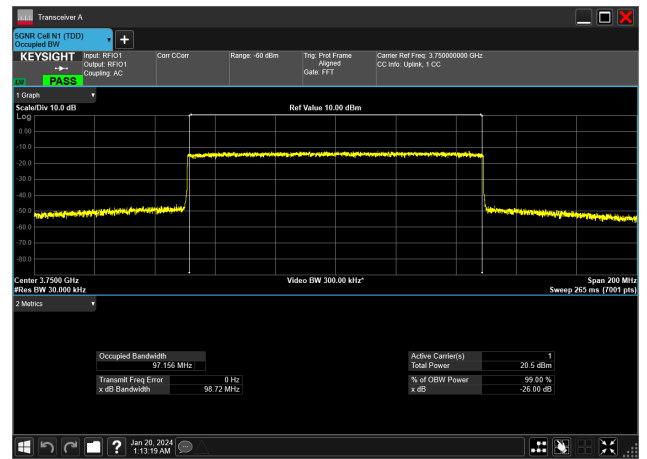 Transceiver A
5GNR Cell N1 (TDD)
Occupied BW
KEYSIGHT
LW
PASS
Input: RFIO1
Output: RFIO1
Coupling: AC
Corr CCorr
Range: -60 dBm
Trig: Prot Frame
Aligned
Gate: FFT
Carrier Ref Freq: 3.750000000 GHz
CC Info: Uplink, 1 CC
1 Graph
Scale/Div 10.0 dB
Ref Value 10.00 dBm
Log
0.00
-10.0
-20.0
-30.0
-40.0
-50.0
-60.0
-70.0
-80.0
Center 3.7500 GHz
Video BW 300.00 kHz*
Span 200 MHz
#Res BW 30.000 kHz
Sweep 265 ms (7001 pts)
2 Metrics
Occupied Bandwidth
97.156 MHz
Active Carrier(s) 1
Total Power 20.5 dBm
Transmit Freq Error 0 Hz
x dB Bandwidth 98.72 MHz
% of OBW Power 99.00 %
x dB -26.00 dB
Jan 20, 2024
1:13:19 AM